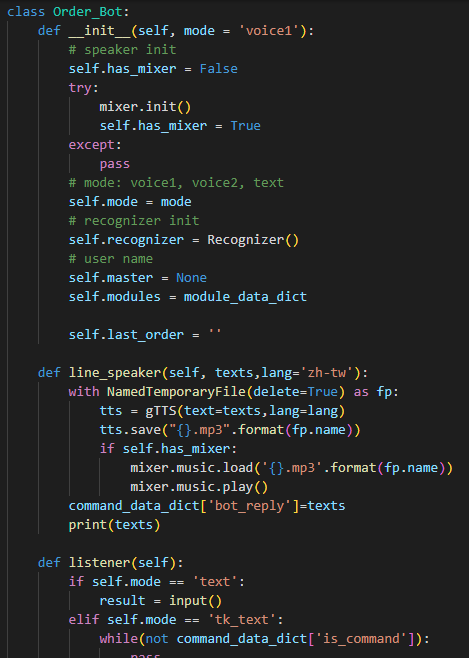 class Order_Bot:
    def __init__(self, mode = 'voice1'):
        # speaker init
        self.has_mixer = False
        try:
            mixer.init()
            self.has_mixer = True
        except:
            pass
        # mode: voice1, voice2, text
        self.mode = mode
        # recognizer init
        self.recognizer = Recognizer()
        # user name
        self.master = None
        self.modules = module_data_dict

        self.last_order = ''

    def line_speaker(self, texts,lang='zh-tw'):
        with NamedTemporaryFile(delete=True) as fp:
            tts = gTTS(text=texts,lang=lang)
            tts.save("{}.mp3".format(fp.name))
            if self.has_mixer:
                mixer.music.load('{}.mp3'.format(fp.name))
                mixer.music.play()
        command_data_dict['bot_reply']=texts
        print(texts)

    def listener(self):
        if self.mode == 'text':
            result = input()
        elif self.mode == 'tk_text':
            while(not command_data_dict['is_command']):
                pass